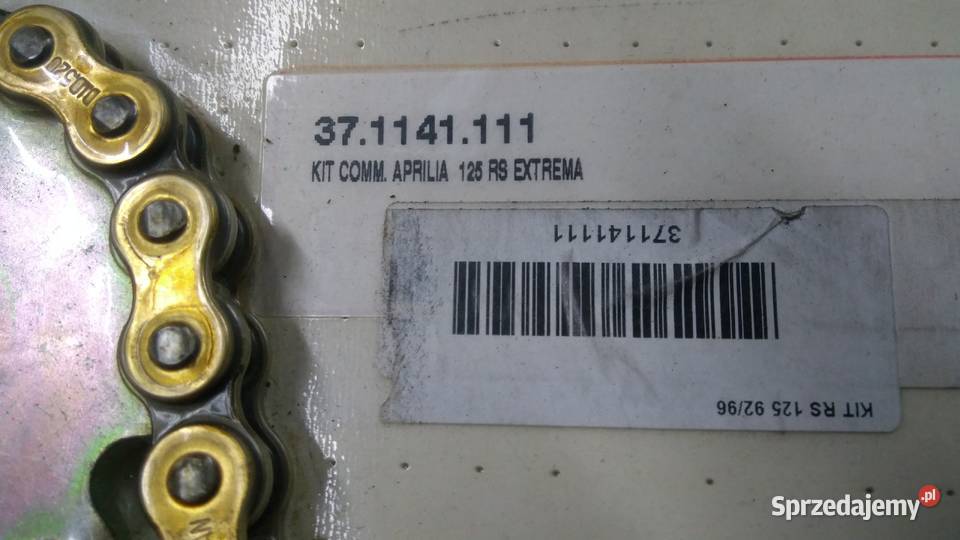 37.1141.111
KIT COMM. APRILIA 125 RS EXTREMA
371141111
KIT RS 125 92/96
Sprzedajemy.pl